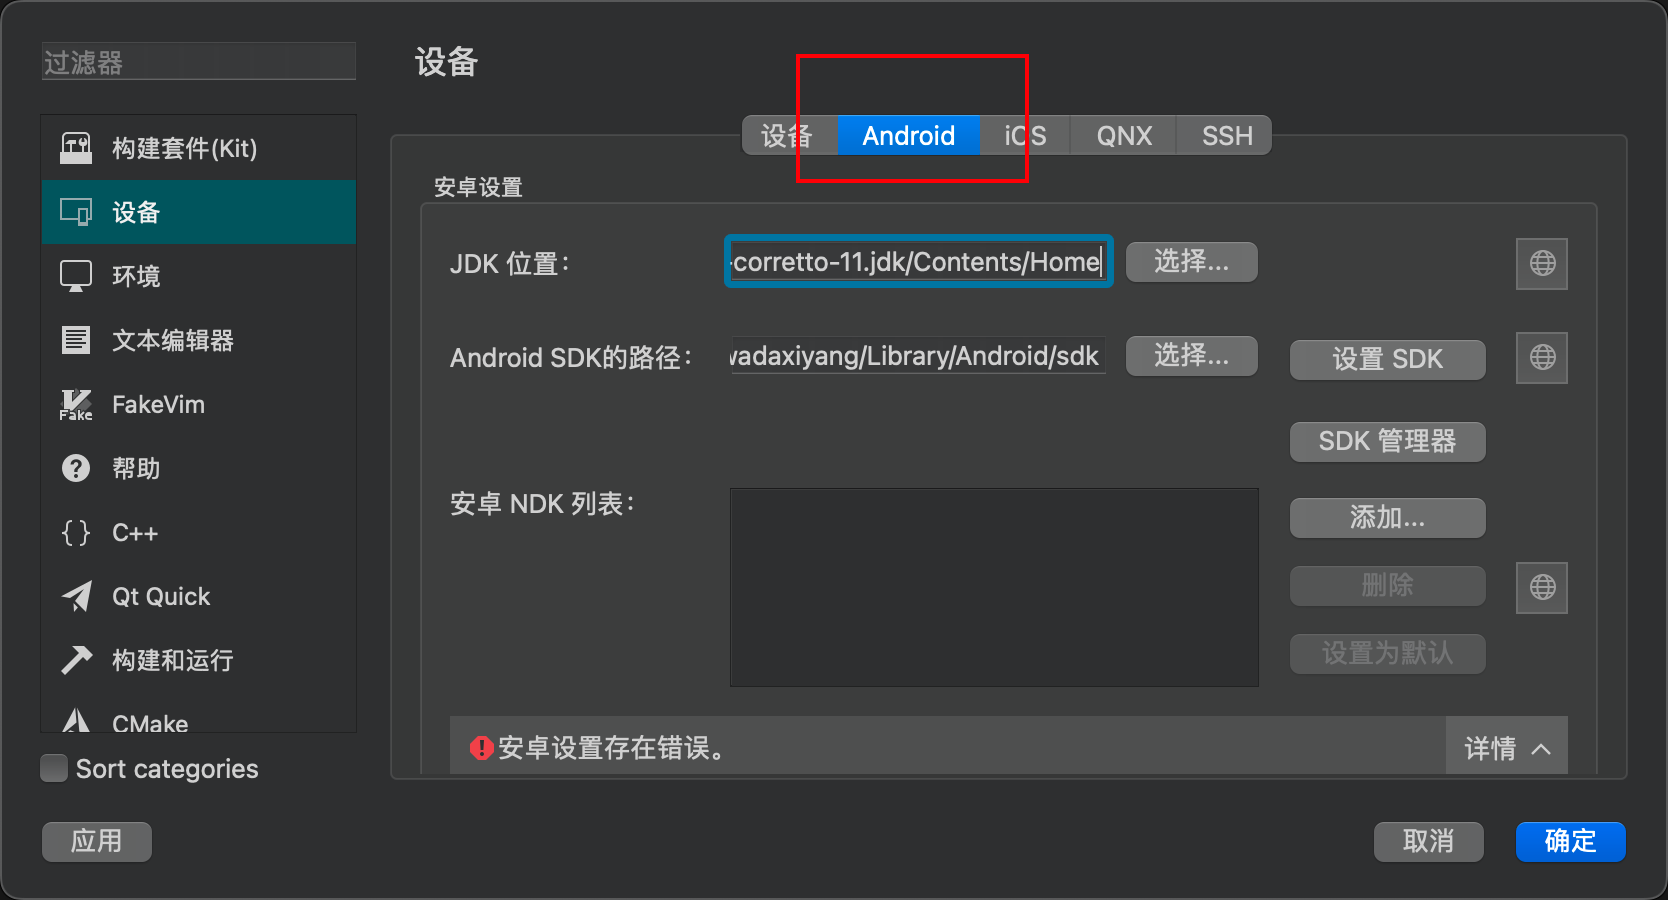 过滤器
设备
构建套件(Kit)
设备
环境
文本编辑器
FakeVim
帮助
C++
Qt Quick
构建和运行
CMake
Sort categories
设备
Android
iOS
QNX
SSH
安卓设置
JDK 位置：
-corretto-11.jdk/Contents/Home
选择...
Android SDK的路径：
wadaxiyang/Library/Android/sdk
选择...
设置 SDK
SDK 管理器
安卓 NDK 列表：
添加...
删除
设置为默认
安卓设置存在错误。
详情
应用
取消
确定